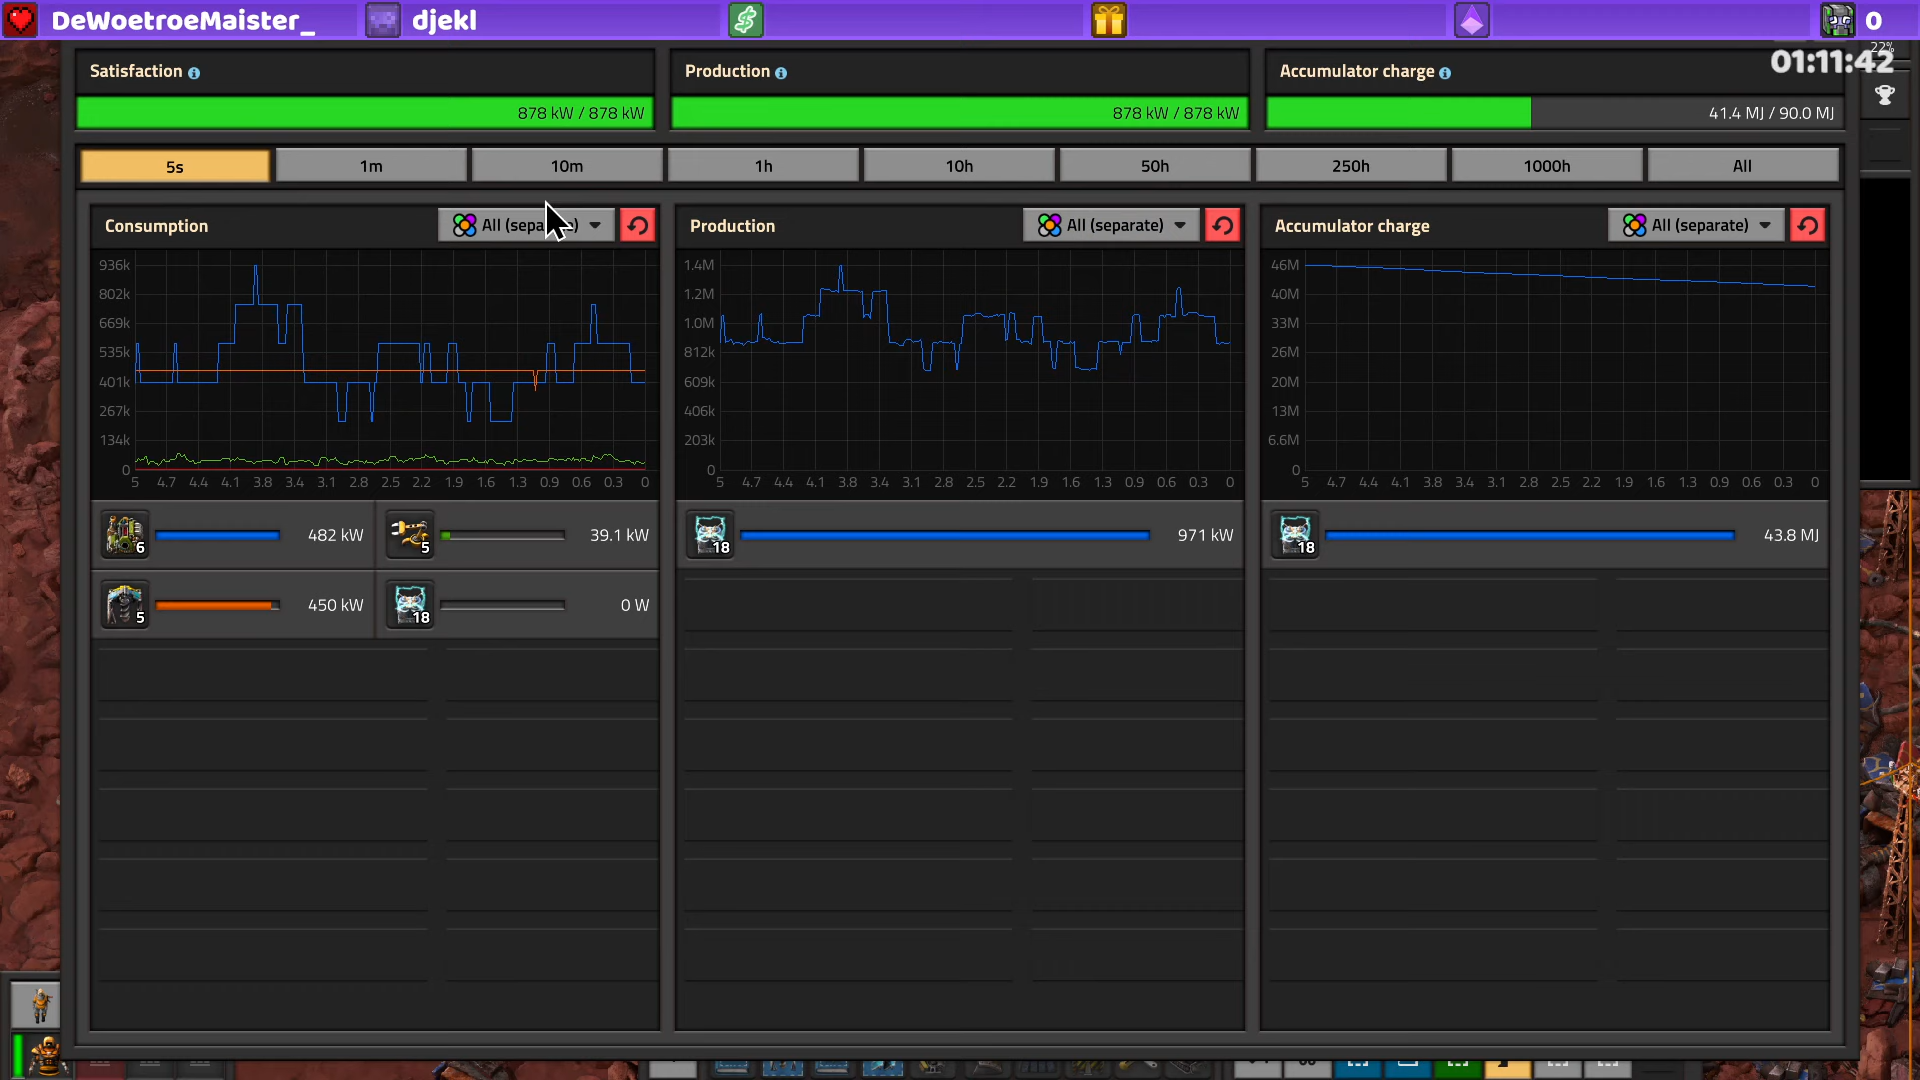 DeWoetroeMaister_ djekl 0
22%
01:11:42
Satisfaction Production Accumulator charge
878 kW / 878 kW 878 kW / 878 kW 41.4 MJ / 90.0 MJ
5s 1m 10m 1h 10h 50h 250h 1000h All
Consumption All (separate) Production All (separate) Accumulator charge All (separate)
936k 1.4M 46M
802k 1.2M 40M
669k 1.0M 33M
535k 812k 26M
401k 609k 20M
267k 406k 13M
134k 203k 6.6M
0 0 0
5 4.7 4.4 4.1 3.8 3.4 3.1 2.8 2.5 2.2 1.9 1.6 1.3 0.9 0.6 0.3 0 5 4.7 4.4 4.1 3.8 3.4 3.1 2.8 2.5 2.2 1.9 1.6 1.3 0.9 0.6 0.3 0 5 4.7 4.4 4.1 3.8 3.4 3.1 2.8 2.5 2.2 1.9 1.6 1.3 0.9 0.6 0.3 0
6 482 kW 5 39.1 kW 18 971 kW 18 43.8 MJ
5 450 kW 18 0 W